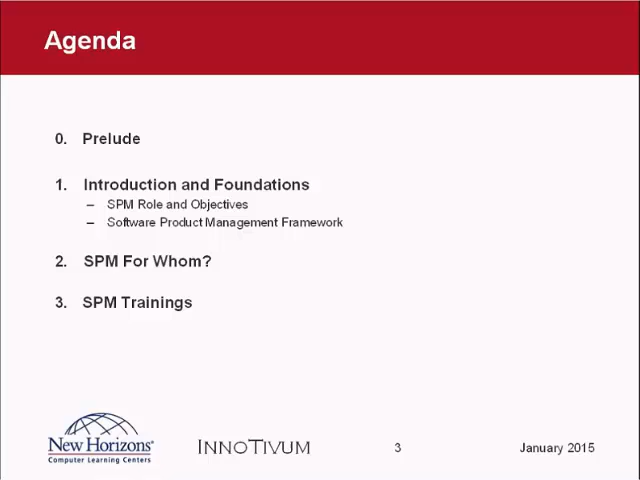 Agenda
0. Prelude
1. Introduction and Foundations
– SPM Role and Objectives
– Software Product Management Framework
2. SPM For Whom?
3. SPM Trainings
New Horizons®
Computer Learning Centers
INNOTIVUM
3
January 2015